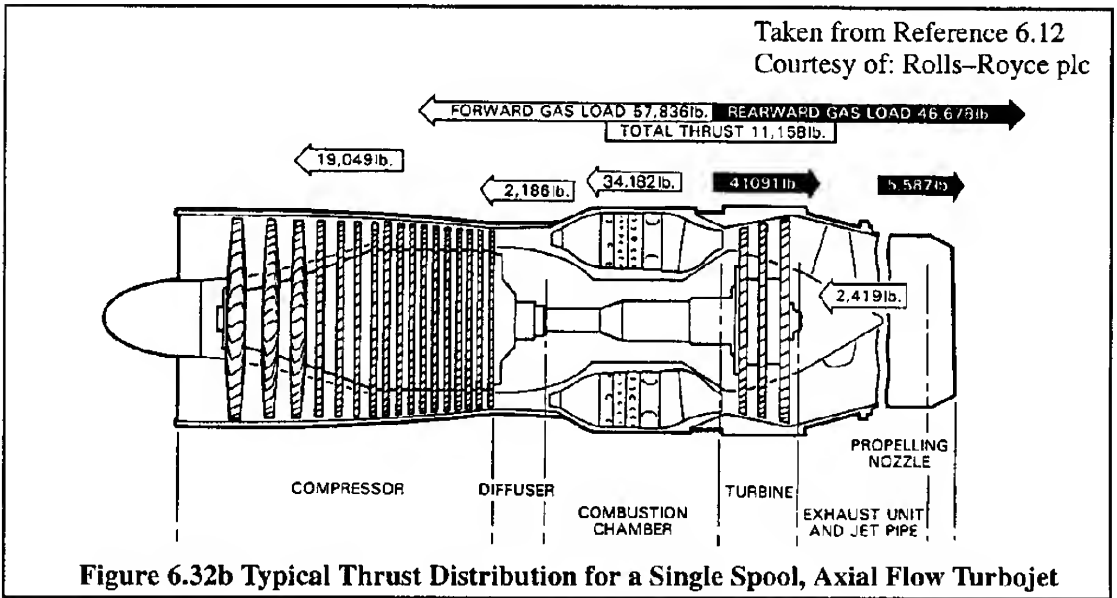 Taken from Reference 6.12
Courtesy of: Rolls–Royce plc
FORWARD GAS LOAD 57,836lb. REARWARD GAS LOAD 46.678lb
TOTAL THRUST 11,158lb.
19,049lb. 2,186lb. 34,182lb. 41091lb 5,587lb
2,419lb.
PROPELLING
NOZZLE
COMPRESSOR DIFFUSER TURBINE
COMBUSTION
CHAMBER
EXHAUST UNIT
AND JET PIPE
Figure 6.32b Typical Thrust Distribution for a Single Spool, Axial Flow Turbojet